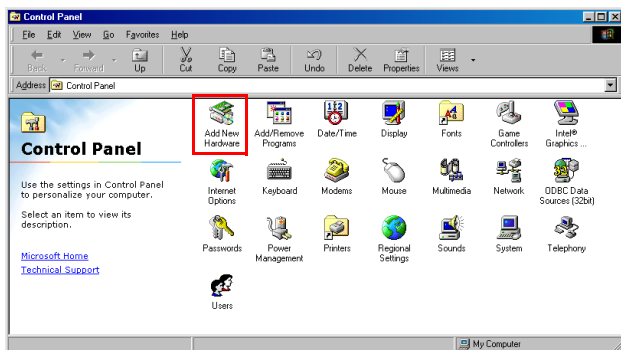 Control Panel
File Edit View Go Favorites Help
Back Forward Up Cut Copy Paste Undo Delete Properties Views
Address Control Panel
Control Panel
Use the settings in Control Panel
to personalize your computer.
Select an item to view its
description.
Microsoft Home
Technical Support
Add New
Hardware
Add/Remove
Programs
Date/Time
Display
Fonts
Game
Controllers
Intel®
Graphics ...
Internet
Options
Keyboard
Modems
Mouse
Multimedia
Network
ODBC Data
Sources (32bit)
Passwords
Power
Management
Printers
Regional
Settings
Sounds
System
Telephony
Users
My Computer